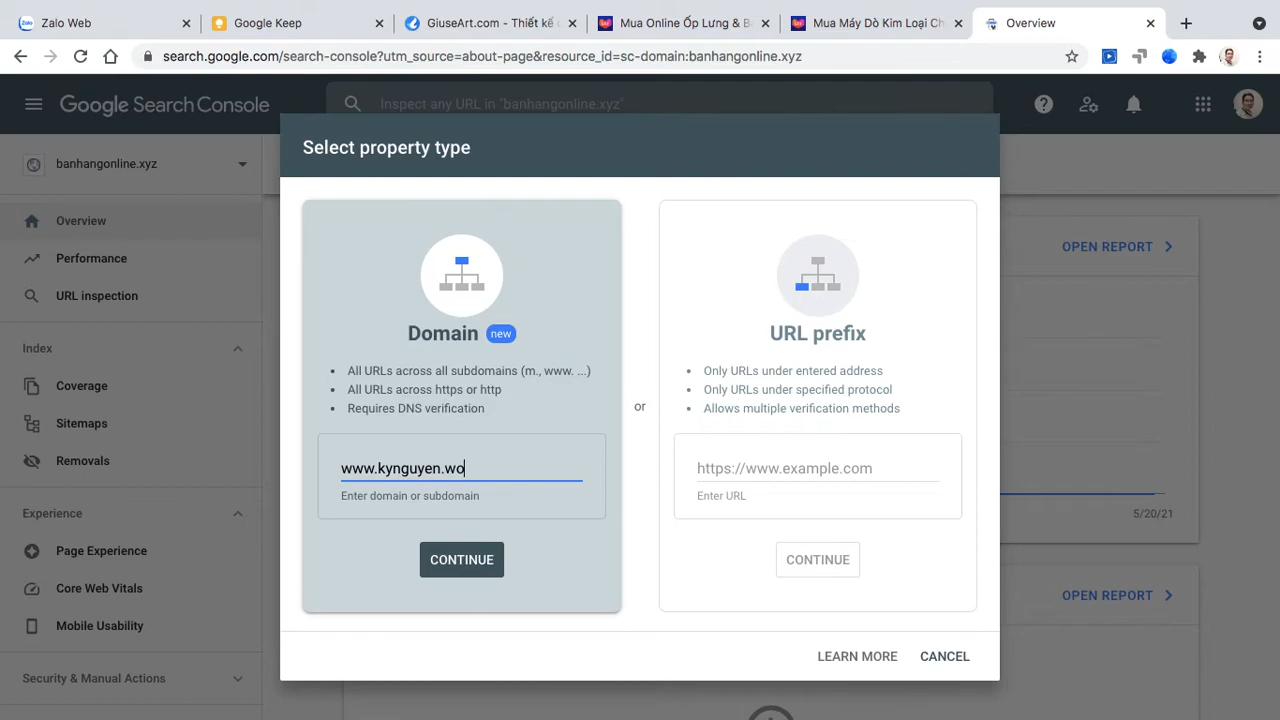 Zalo Web
Google Keep
GiuseArt.com - Thiết kế
Mua Online Ốp Lưng & B
Mua Máy Dò Kim Loại Ch
Overview
search.google.com/search-console?utm_source=about-page&resource_id=sc-domain:banhangonline.xyz
Google Search Console
Inspect any URL in "banhangonline.xyz"
banhangonline.xyz
Overview
Performance
URL inspection
Index
Coverage
Sitemaps
Removals
Experience
Page Experience
Core Web Vitals
Mobile Usability
Security & Manual Actions
Select property type
Domain new
All URLs across all subdomains (m., www. ...)
All URLs across https or http
Requires DNS verification
www.kynguyen.wo
Enter domain or subdomain
CONTINUE
or
URL prefix
Only URLs under entered address
Only URLs under specified protocol
Allows multiple verification methods
https://www.example.com
Enter URL
CONTINUE
LEARN MORE
CANCEL
OPEN REPORT
5/20/21
OPEN REPORT